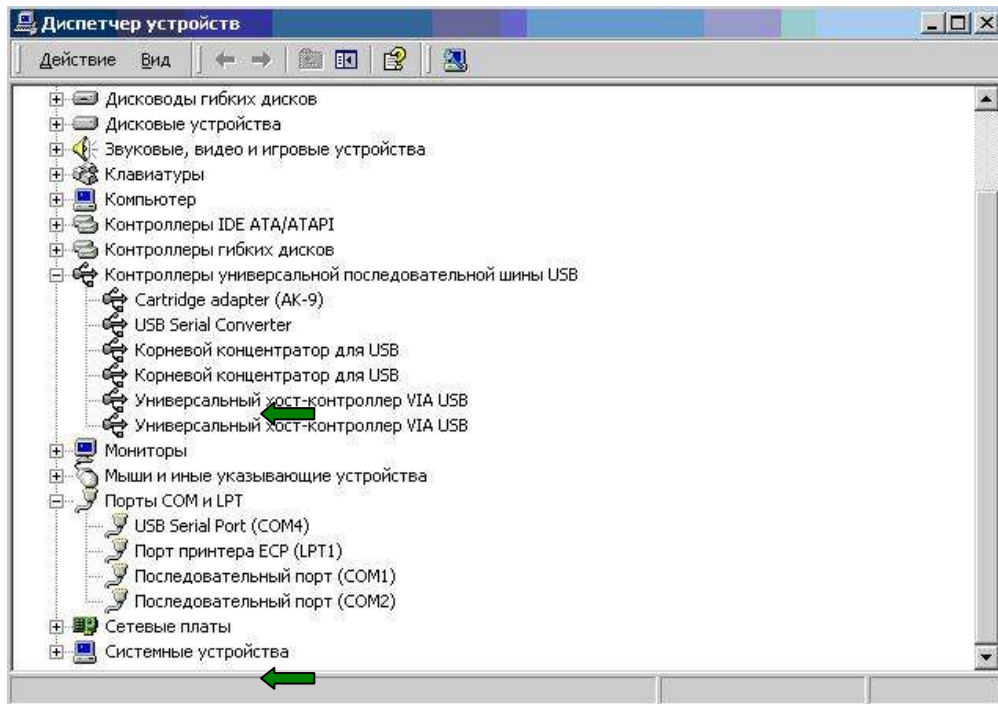 Диспетчер устройств
Действие Вид
Дисководы гибких дисков
Дисковые устройства
Звуковые, видео и игровые устройства
Клавиатуры
Компьютер
Контроллеры IDE ATA/ATAPI
Контроллеры гибких дисков
Контроллеры универсальной последовательной шины USB
Cartridge adapter (AK-9)
USB Serial Converter
Корневой концентратор для USB
Корневой концентратор для USB
Универсальный хост-контроллер VIA USB
Универсальный хост-контроллер VIA USB
Мониторы
Мыши и иные указывающие устройства
Порты COM и LPT
USB Serial Port (COM4)
Порт принтера ECP (LPT1)
Последовательный порт (COM1)
Последовательный порт (COM2)
Сетевые платы
Системные устройства